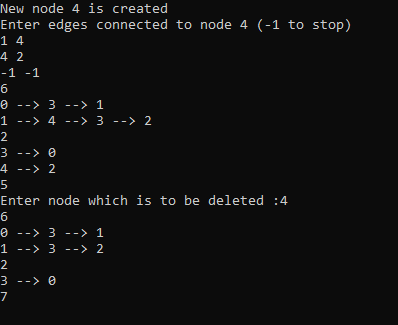 New node 4 is created
Enter edges connected to node 4 (-1 to stop)
1 4
4 2
-1 -1
6
0 --> 3 --> 1
1 --> 4 --> 3 --> 2
2
3 --> 0
4 --> 2
5
Enter node which is to be deleted :4
6
0 --> 3 --> 1
1 --> 3 --> 2
2
3 --> 0
7